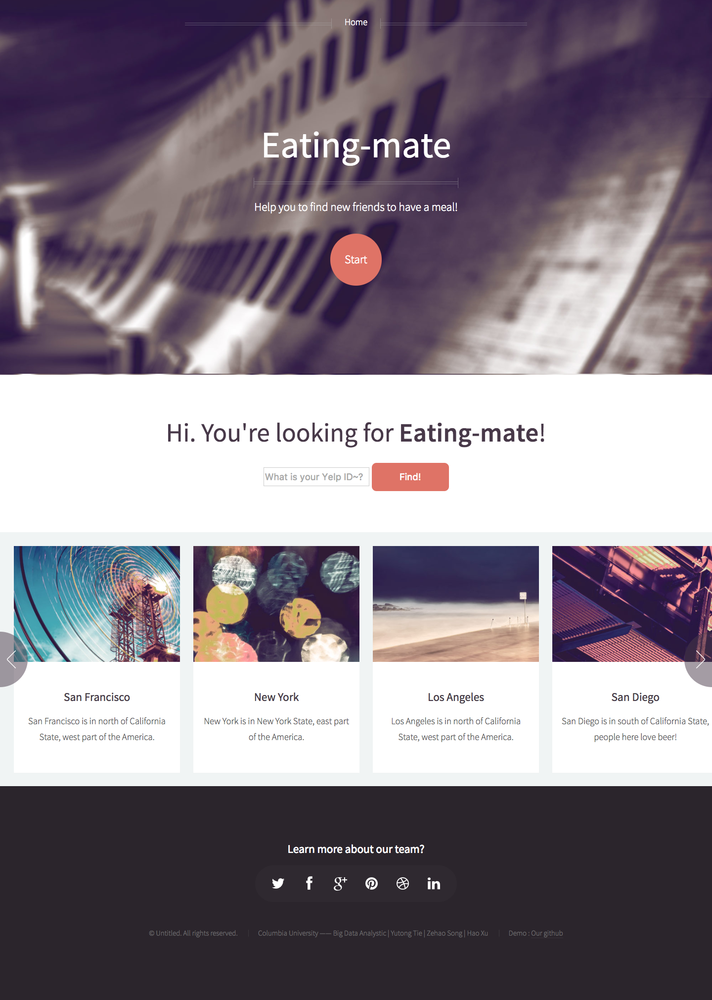 Home
Eating-mate
Help you to find new friends to have a meal!
Start
Hi. You're looking for Eating-mate!
What is your Yelp ID~?
Find!
San Francisco
San Francisco is in north of California
State, west part of the America.
New York
New York is in New York State, east part
of the America.
Los Angeles
Los Angeles is in north of California
State, west part of the America.
San Diego
San Diego is in south of California State,
people here love beer!
Learn more about our team?
© Untitled. All rights reserved. | Columbia University —— Big Data Analystic | Yutong Tie | Zehao Song | Hao Xu | Demo : Our github